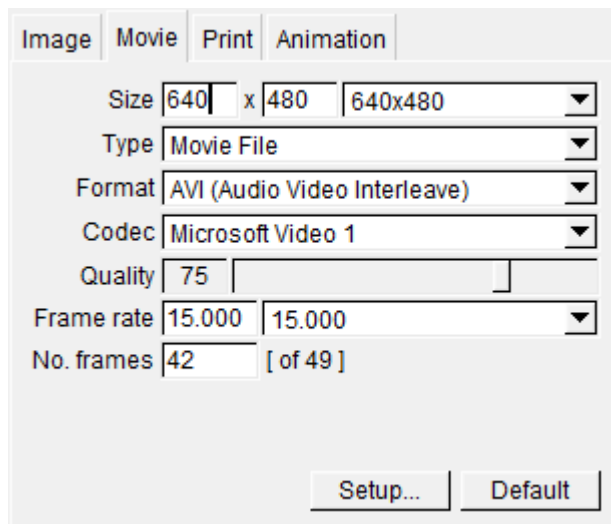 Image Movie Print Animation
Size 640 x 480 640x480
Type Movie File
Format AVI (Audio Video Interleave)
Codec Microsoft Video 1
Quality 75
Frame rate 15.000 15.000
No. frames 42 [ of 49 ]
Setup... Default